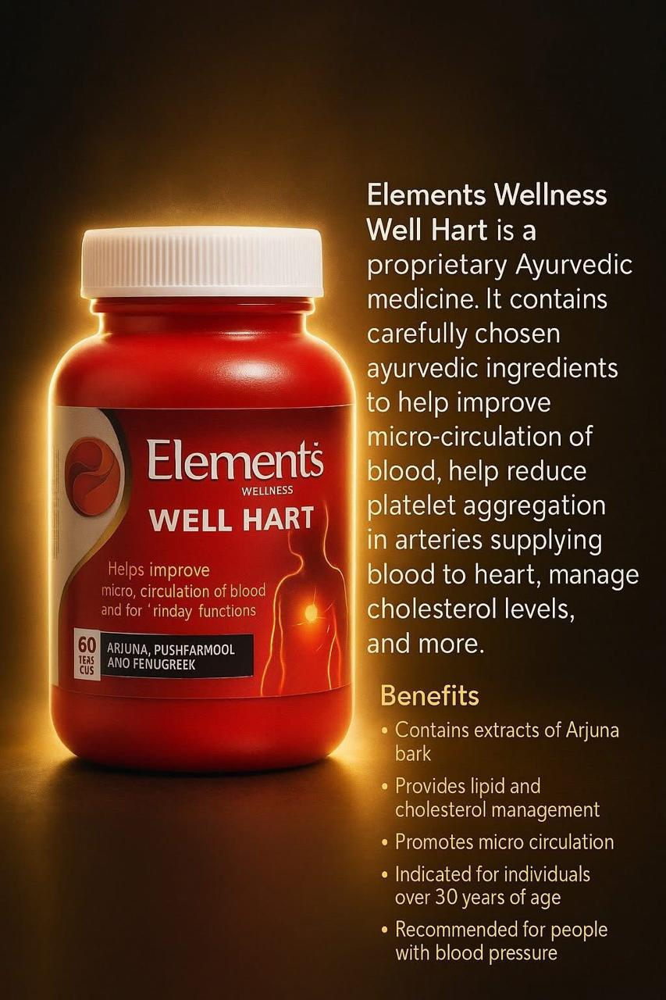 Elements
WELLNESS
WELL HART
Helps improve
micro, circulation of blood
and for 'rinday functions
60
TEAS
CUS
ARJUNA, PUSHFARMOOL
ANO FENUGREEK
Elements Wellness
Well Hart is a
proprietary Ayurvedic
medicine. It contains
carefully chosen
ayurvedic ingredients
to help improve
micro-circulation of
blood, help reduce
platelet aggregation
in arteries supplying
blood to heart, manage
cholesterol levels,
and more.
Benefits
• Contains extracts of Arjuna
bark
• Provides lipid and
cholesterol management
• Promotes micro circulation
• Indicated for individuals
over 30 years of age
• Recommended for people
with blood pressure